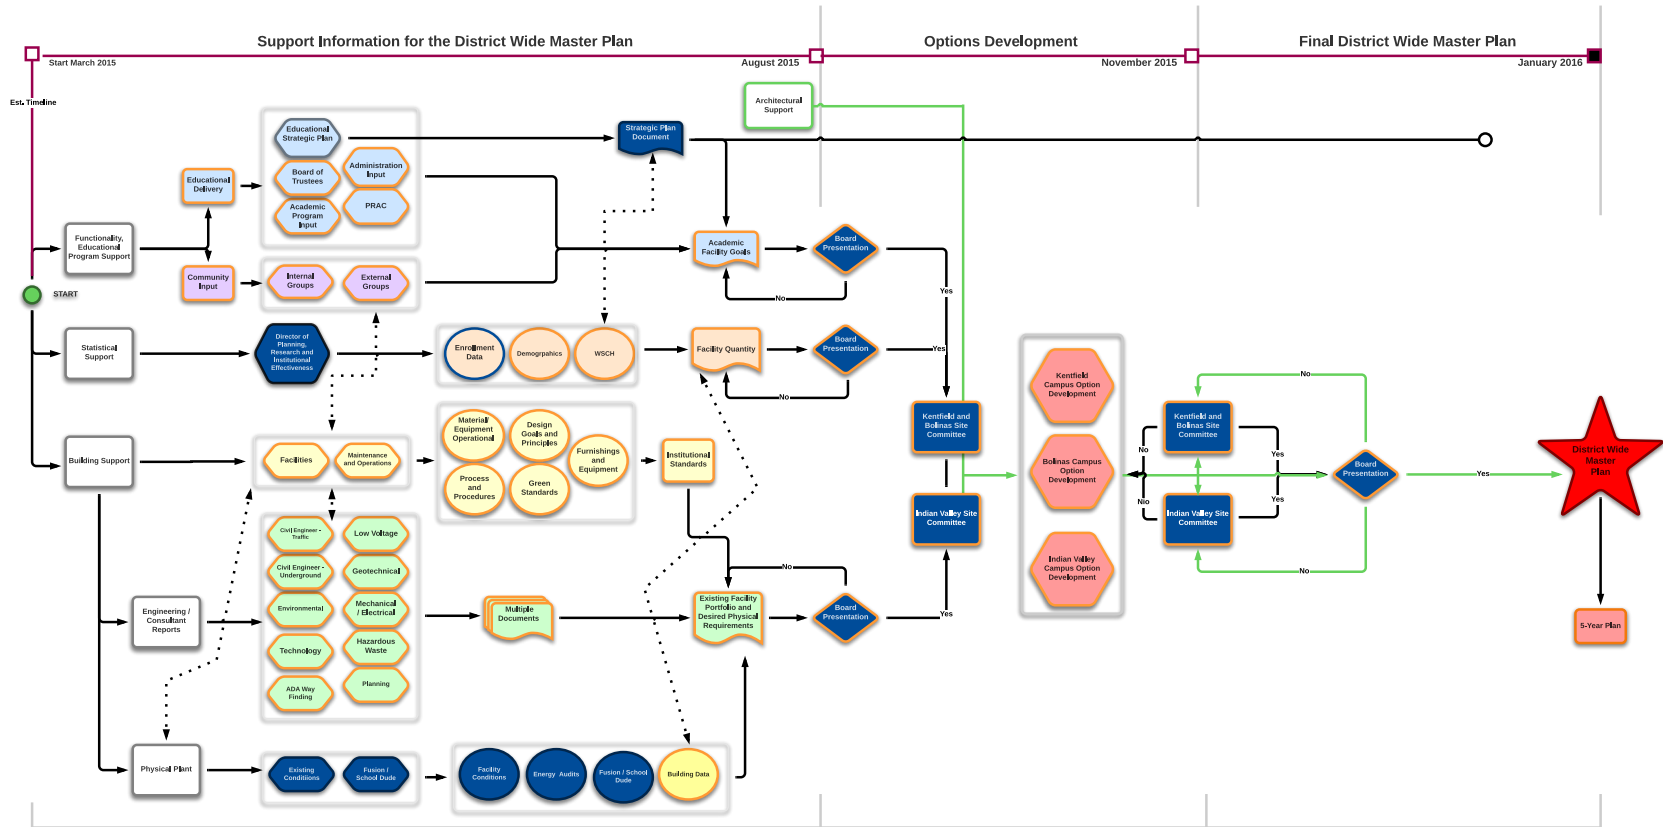 Support Information for the District Wide Master Plan
Options Development
Final District Wide Master Plan
Start March 2015
August 2015
November 2015
January 2016
Est. Timeline
Architectural
Support
Educational
Strategic Plan
Strategic Plan
Document
Board of
Trustees
Administration
Input
Educational
Delivery
Academic
Program
Input
PRAC
Functionality,
Educational
Program Support
Academic
Facility Goals
Board
Presentation
Community
Input
Internal
Groups
External
Groups
No
Yes
START
Statistical
Support
Director of
Planning,
Research and
Institutional
Effectiveness
Enrollment
Data
Demogrpahics
WSCH
Facility Quantity
Board
Presentation
Yes
No
Kentfield
Campus Option
Development
No
Material/
Equipment
Operational
Design
Goals and
Principles
Kentfield and
Bolinas Site
Committee
Kentfield and
Bolinas Site
Committee
Building Support
Facilities
Maintenance
and Operations
Furnishings
and
Equipment
Institutional
Standards
No
Yes
District Wide
Master
Plan
Process
and
Procedures
Green
Standards
Bolinas Campus
Option
Development
Board
Presentation
Yes
No
Yes
Indian Valley Site
Committee
Indian Valley Site
Committee
Civil Engineer -
Traffic
Low Voltage
Civil Engineer -
Underground
Geotechnical
No
Indian Valley
Campus Option
Development
No
Engineering /
Consultant
Reports
Environmental
Mechanical
/ Electrical
Multiple
Documents
Existing Facility
Portfolio and
Desired Physical
Requirements
Board
Presentation
Yes
5-Year Plan
Technology
Hazardous
Waste
ADA Way
Finding
Planning
Physical Plant
Existing
Conditions
Fusion /
School Dude
Facility
Conditions
Energy Audits
Fusion / School
Dude
Building Data